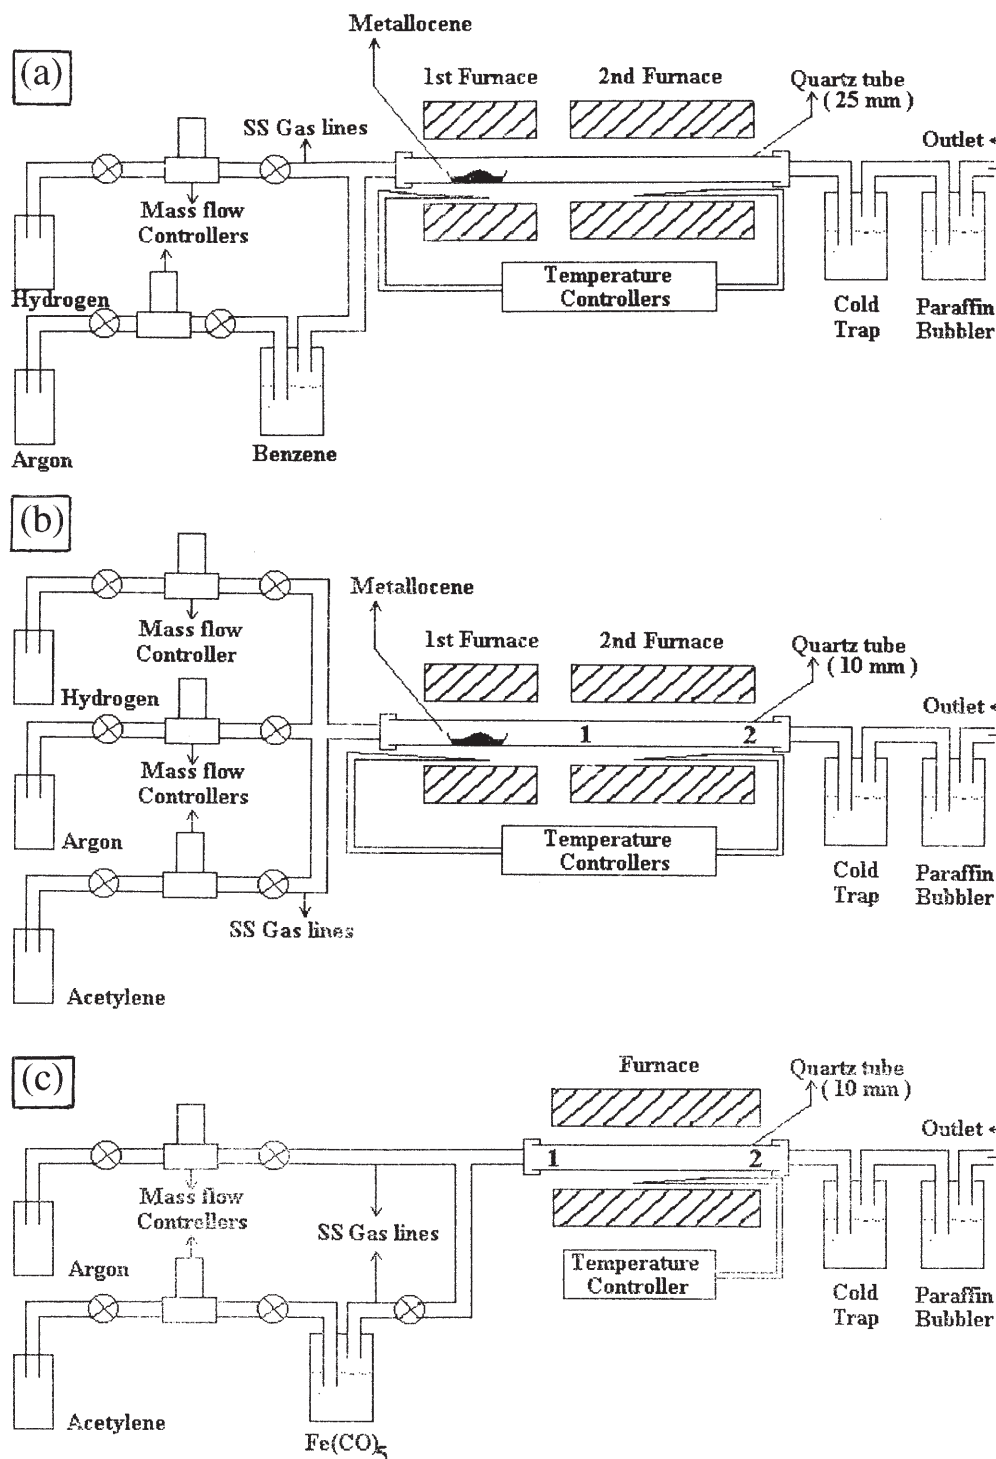 (a)
Metallocene
1st Furnace
2nd Furnace
Quartz tube
( 25 mm )
SS Gas lines
Outlet
Mass flow
Controllers
Hydrogen
Temperature
Controllers
Cold
Trap
Paraffin
Bubbler
Argon
Benzene
(b)
Metallocene
1st Furnace
2nd Furnace
Quartz tube
( 10 mm )
Mass flow
Controller
Hydrogen
Outlet
1
2
Mass flow
Controllers
Argon
Temperature
Controllers
Cold
Trap
Paraffin
Bubbler
SS Gas lines
Acetylene
(c)
Furnace
Quartz tube
( 10 mm )
Outlet
1
2
Mass flow
Controllers
SS Gas lines
Argon
Temperature
Controller
Cold
Trap
Paraffin
Bubbler
Acetylene
Fe(CO)5